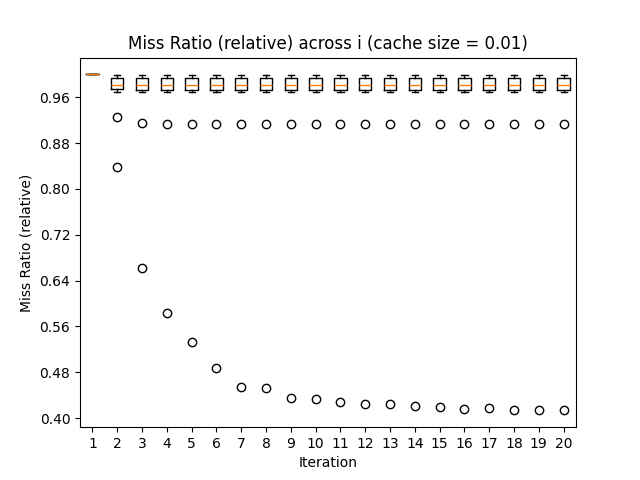 Miss Ratio (relative) across i (cache size = 0.01)
Miss Ratio (relative)
0.96
0.88
0.80
0.72
0.64
0.56
0.48
0.40
1 2 3 4 5 6 7 8 9 10 11 12 13 14 15 16 17 18 19 20
Iteration